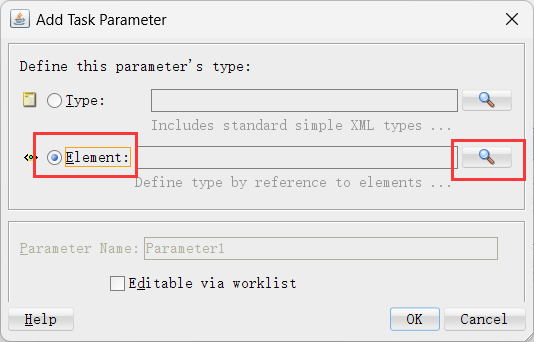 Add Task Parameter
Define this parameter's type:
Type:
Includes standard simple XML types ...
Element:
Define type by reference to elements ...
Parameter Name: Parameter1
Editable via worklist
Help OK Cancel